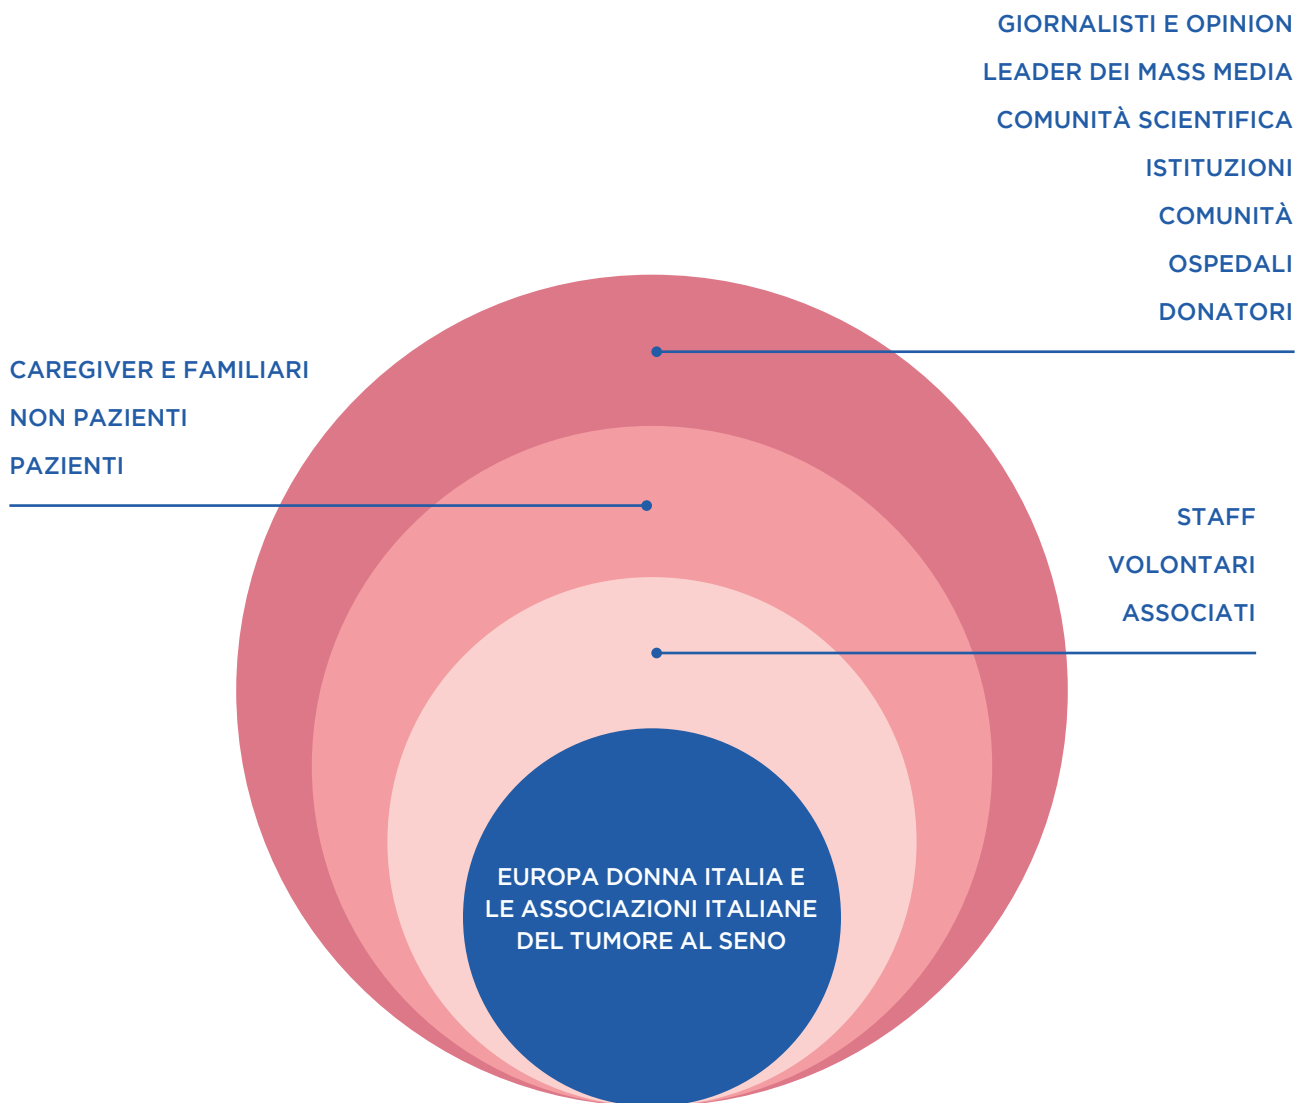 GIORNALISTI E OPINION
LEADER DEI MASS MEDIA
COMUNITÀ SCIENTIFICA
ISTITUZIONI
COMUNITÀ
OSPEDALI
DONATORI
CAREGIVER E FAMILIARI
NON PAZIENTI
PAZIENTI
STAFF
VOLONTARI
ASSOCIATI
EUROPA DONNA ITALIA E
LE ASSOCIAZIONI ITALIANE
DEL TUMORE AL SENO